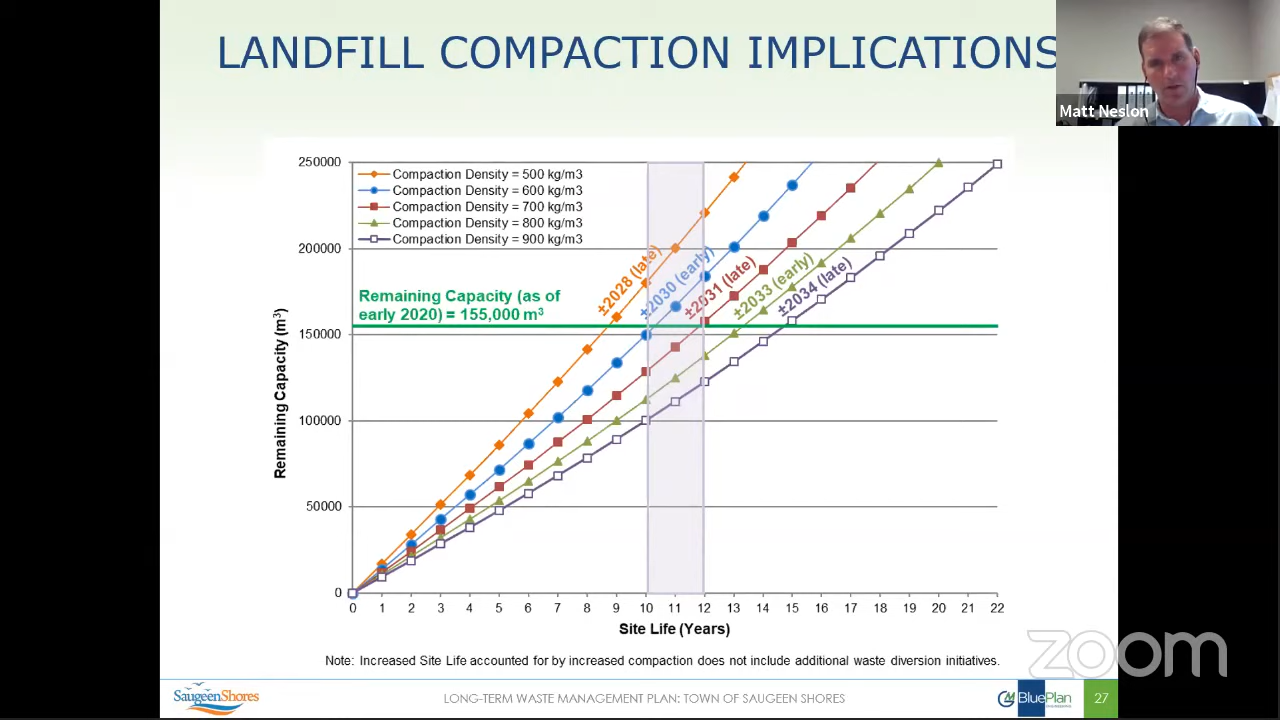 LANDFILL COMPACTION IMPLICATIONS
Matt Neslon
250000
200000
150000
100000
50000
0
Remaining Capacity (m³)
Compaction Density = 500 kg/m3
Compaction Density = 600 kg/m3
Compaction Density = 700 kg/m3
Compaction Density = 800 kg/m3
Compaction Density = 900 kg/m3
Remaining Capacity (as of
early 2020) = 155,000 m³
±2028 (late)
±2030 (early)
±2031 (late)
±2033 (early)
±2034 (late)
0 1 2 3 4 5 6 7 8 9 10 11 12 13 14 15 16 17 18 19 20 21 22
Site Life (Years)
Note: Increased Site Life accounted for by increased compaction does not include additional waste diversion initiatives.
zoom
SaugeenShores
LONG-TERM WASTE MANAGEMENT PLAN: TOWN OF SAUGEEN SHORES
BluePlan
27